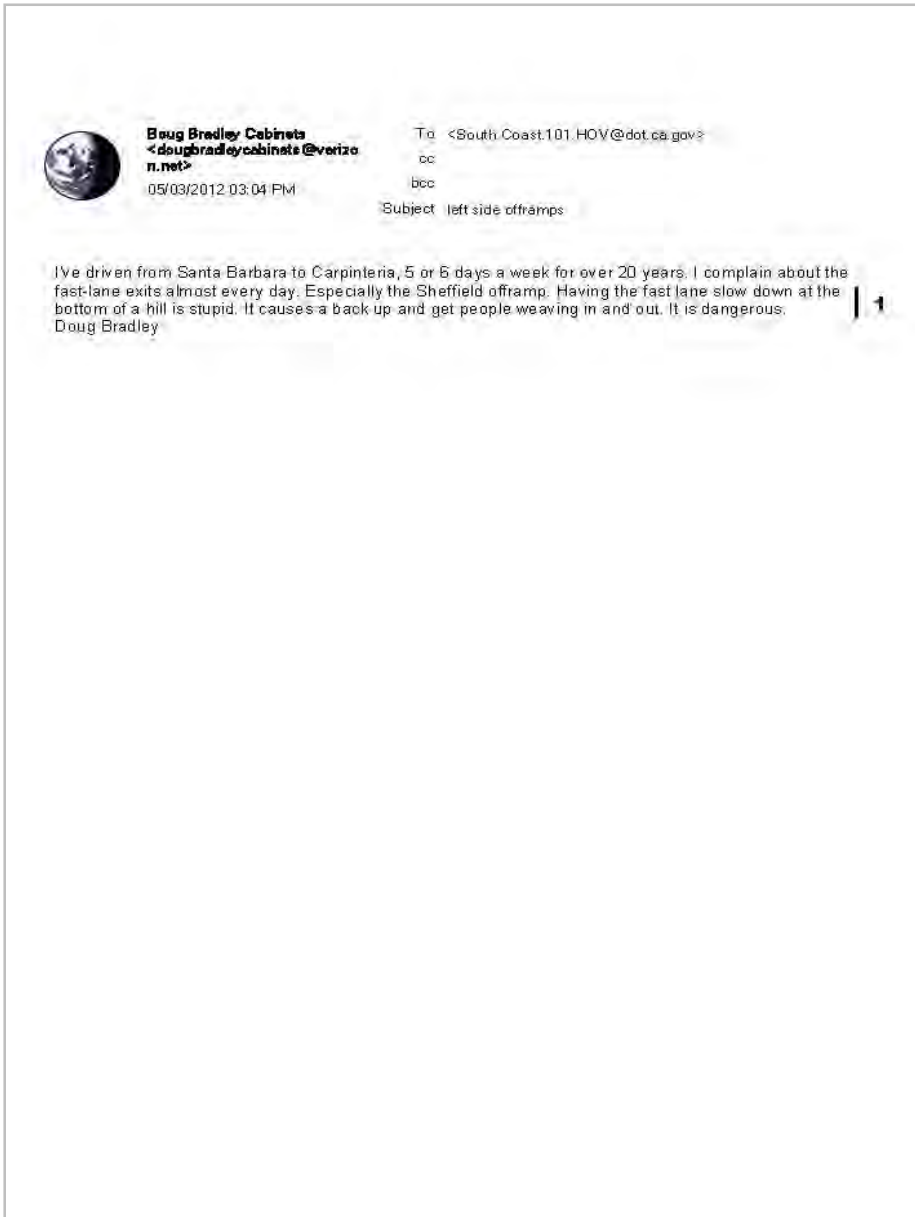 Doug Bradley Cabinets
<dougbradleycabinets@verizo
n.net>
05/03/2012 03:04 PM
To <South.Coast.101.HOV@dot.ca.gov>
cc
bcc
Subject left side offramps
I've driven from Santa Barbara to Carpinteria, 5 or 6 days a week for over 20 years. I complain about the
fast-lane exits almost every day. Especially the Sheffield offramp. Having the fast lane slow down at the
bottom of a hill is stupid. It causes a back up and get people weaving in and out. It is dangerous.
Doug Bradley
1